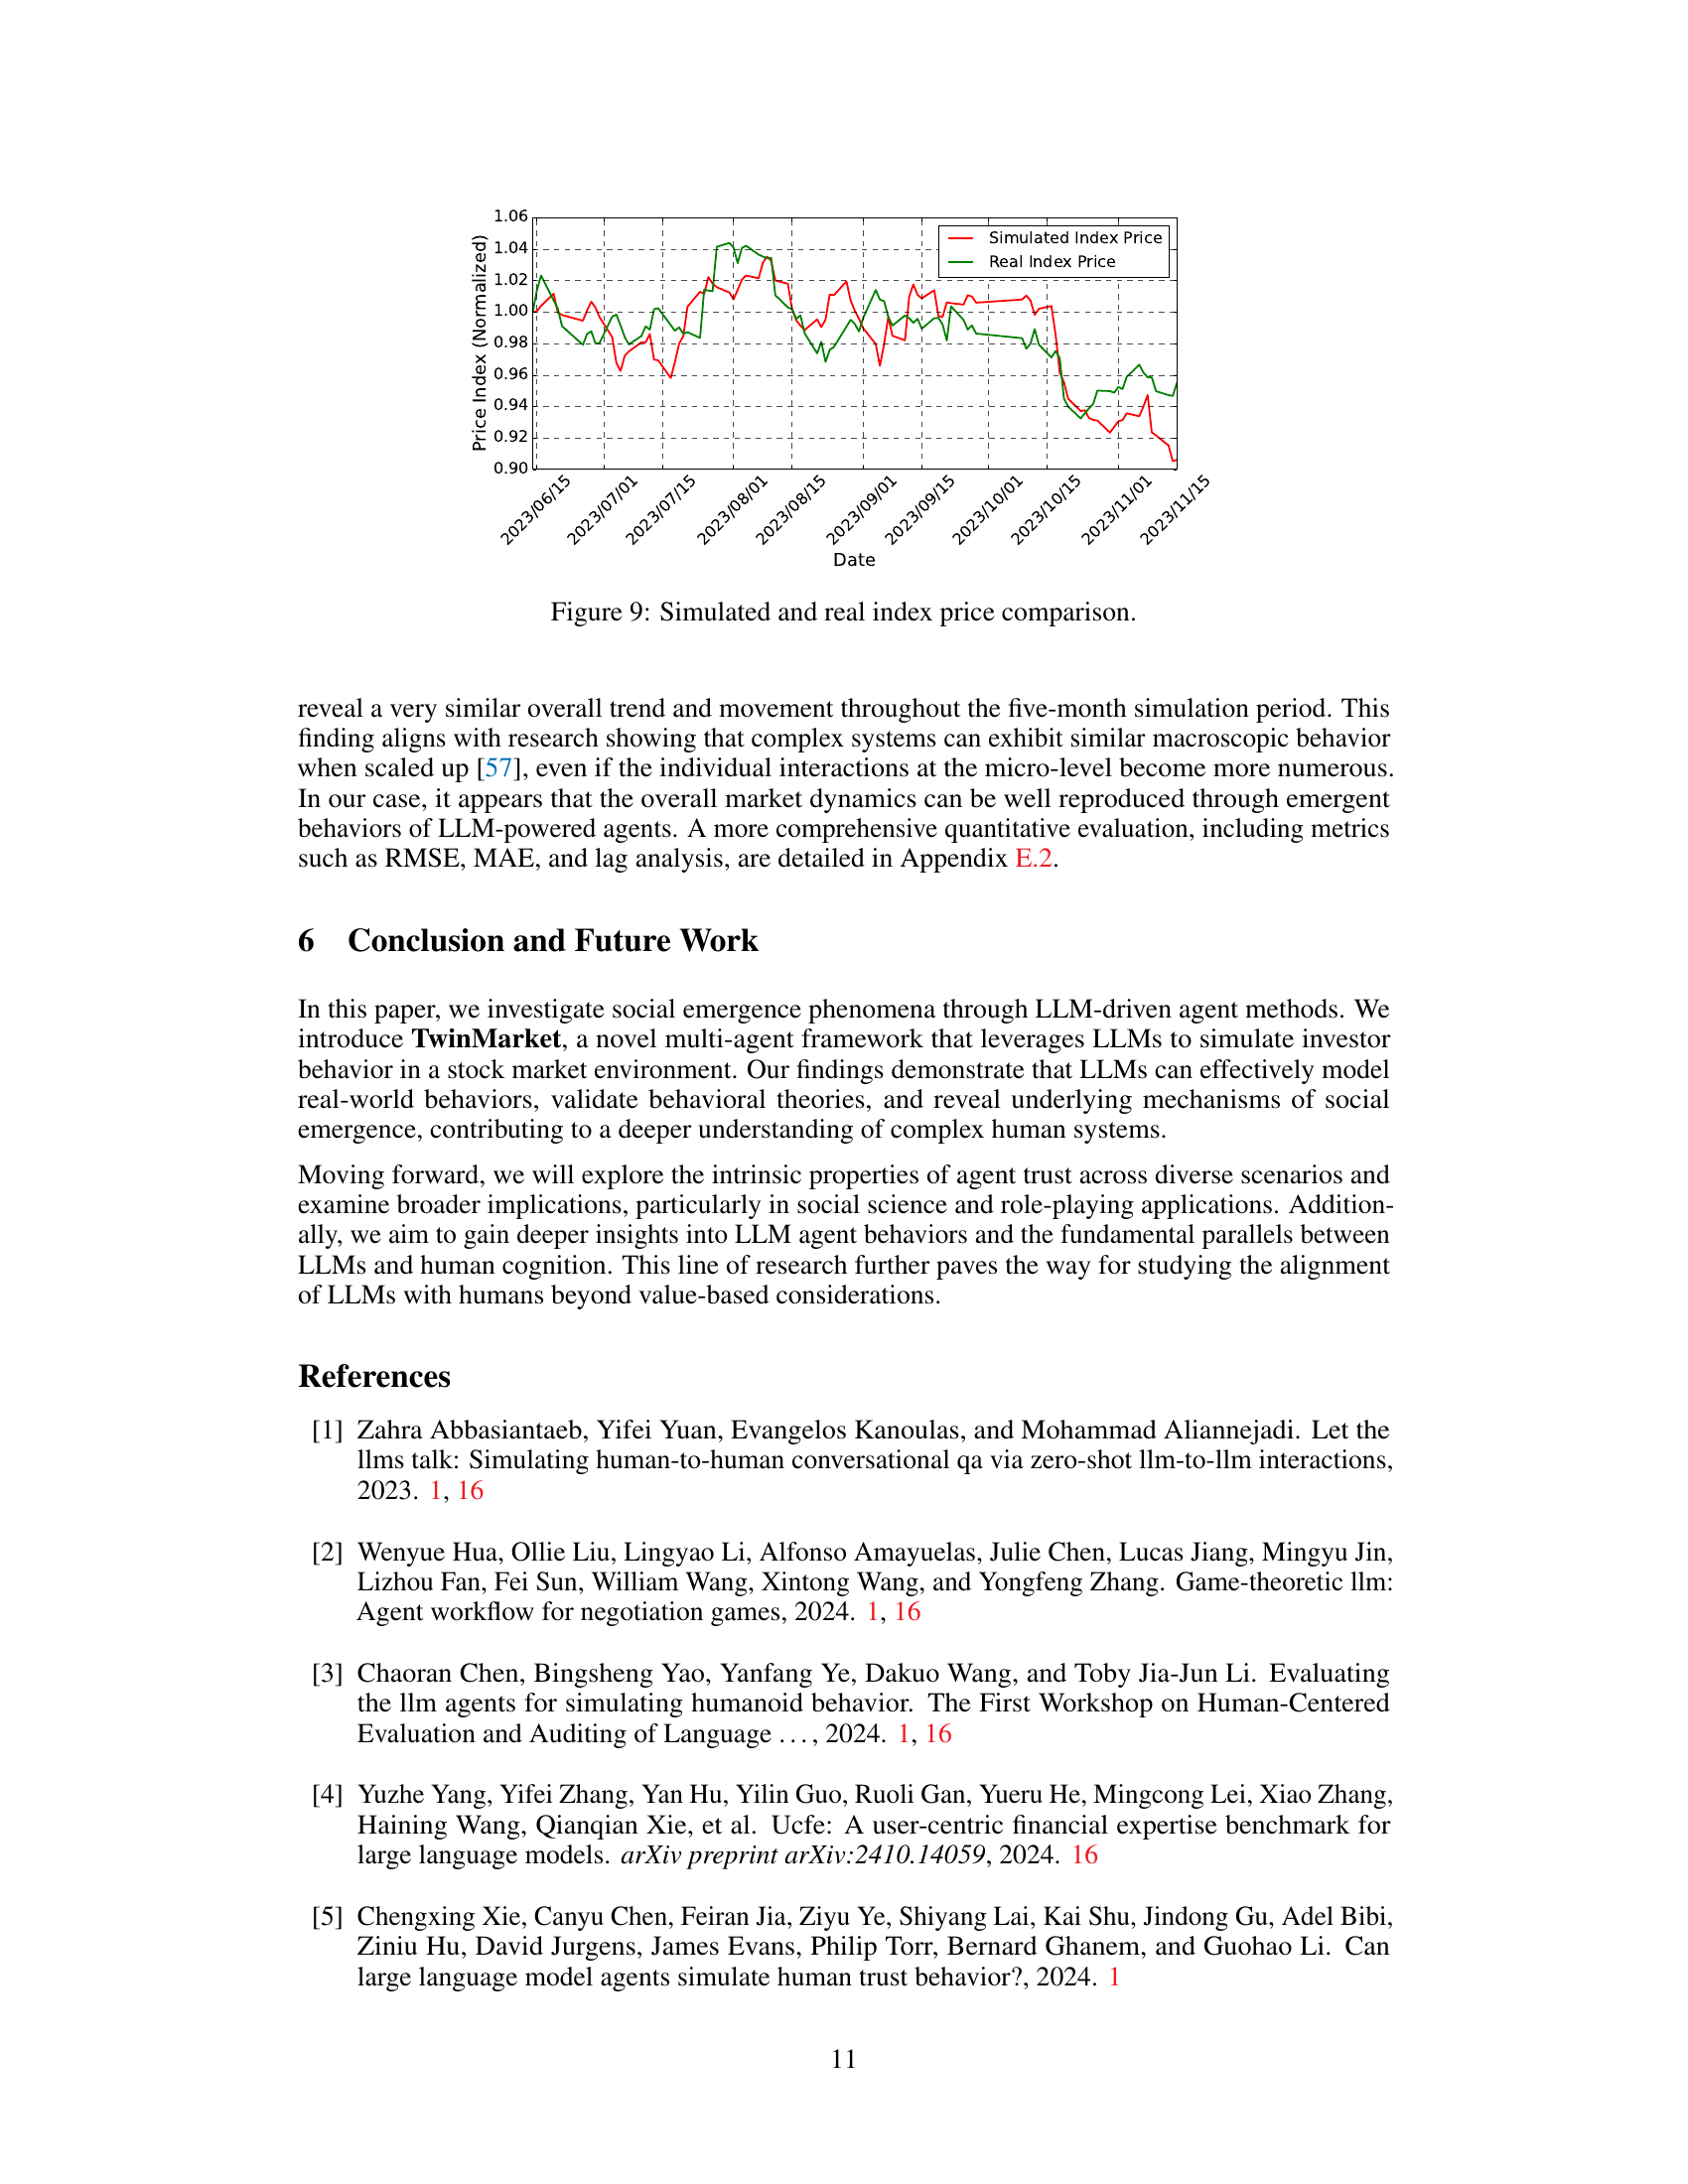 1.06
1.04
1.02
1.00
0.98
0.96
0.94
0.92
0.90
Price Index (Normalized)
Simulated Index Price
Real Index Price
2023/06/15
2023/07/01
2023/07/15
2023/08/01
2023/08/15
2023/09/01
2023/09/15
2023/10/01
2023/10/15
2023/11/01
2023/11/15
Date
Figure 9: Simulated and real index price comparison.
reveal a very similar overall trend and movement throughout the five-month simulation period. This
finding aligns with research showing that complex systems can exhibit similar macroscopic behavior
when scaled up [57], even if the individual interactions at the micro-level become more numerous.
In our case, it appears that the overall market dynamics can be well reproduced through emergent
behaviors of LLM-powered agents. A more comprehensive quantitative evaluation, including metrics
such as RMSE, MAE, and lag analysis, are detailed in Appendix E.2.
6 Conclusion and Future Work
In this paper, we investigate social emergence phenomena through LLM-driven agent methods. We
introduce TwinMarket, a novel multi-agent framework that leverages LLMs to simulate investor
behavior in a stock market environment. Our findings demonstrate that LLMs can effectively model
real-world behaviors, validate behavioral theories, and reveal underlying mechanisms of social
emergence, contributing to a deeper understanding of complex human systems.
Moving forward, we will explore the intrinsic properties of agent trust across diverse scenarios and
examine broader implications, particularly in social science and role-playing applications. Addition-
ally, we aim to gain deeper insights into LLM agent behaviors and the fundamental parallels between
LLMs and human cognition. This line of research further paves the way for studying the alignment
of LLMs with humans beyond value-based considerations.
References
[1] Zahra Abbasiantaeb, Yifei Yuan, Evangelos Kanoulas, and Mohammad Aliannejadi. Let the
llms talk: Simulating human-to-human conversational qa via zero-shot llm-to-llm interactions,
2023. 1, 16
[2] Wenyue Hua, Ollie Liu, Lingyao Li, Alfonso Amayuelas, Julie Chen, Lucas Jiang, Mingyu Jin,
Lizhou Fan, Fei Sun, William Wang, Xintong Wang, and Yongfeng Zhang. Game-theoretic llm:
Agent workflow for negotiation games, 2024. 1, 16
[3] Chaoran Chen, Bingsheng Yao, Yanfang Ye, Dakuo Wang, and Toby Jia-Jun Li. Evaluating
the llm agents for simulating humanoid behavior. The First Workshop on Human-Centered
Evaluation and Auditing of Language . . . , 2024. 1, 16
[4] Yuzhe Yang, Yifei Zhang, Yan Hu, Yilin Guo, Ruoli Gan, Yueru He, Mingcong Lei, Xiao Zhang,
Haining Wang, Qianqian Xie, et al. Ucfe: A user-centric financial expertise benchmark for
large language models. arXiv preprint arXiv:2410.14059, 2024. 16
[5] Chengxing Xie, Canyu Chen, Feiran Jia, Ziyu Ye, Shiyang Lai, Kai Shu, Jindong Gu, Adel Bibi,
Ziniu Hu, David Jurgens, James Evans, Philip Torr, Bernard Ghanem, and Guohao Li. Can
large language model agents simulate human trust behavior?, 2024. 1
11